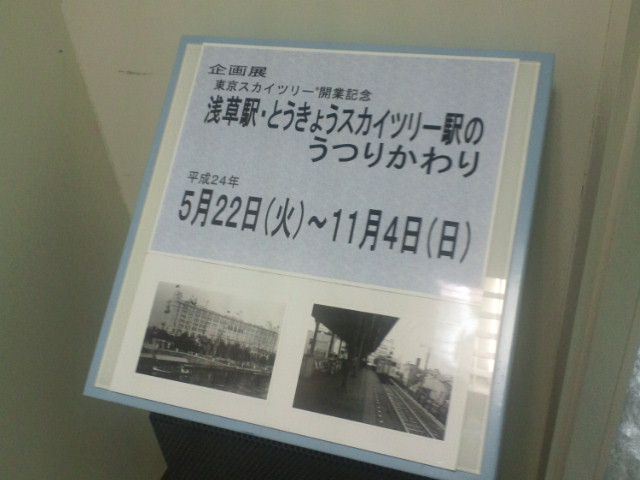 企画展
東京スカイツリー®開業記念
浅草駅・とうきょうスカイツリー駅の
うつりかわり
平成24年
5月22日(火)～11月4日(日)